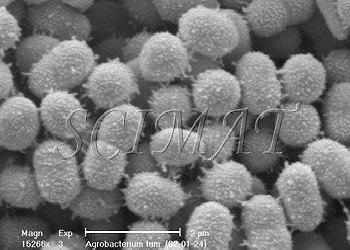 SCIMAT
Magn Exp 2 µm
15266x 3 Agrobacterium tum (02-01-24)